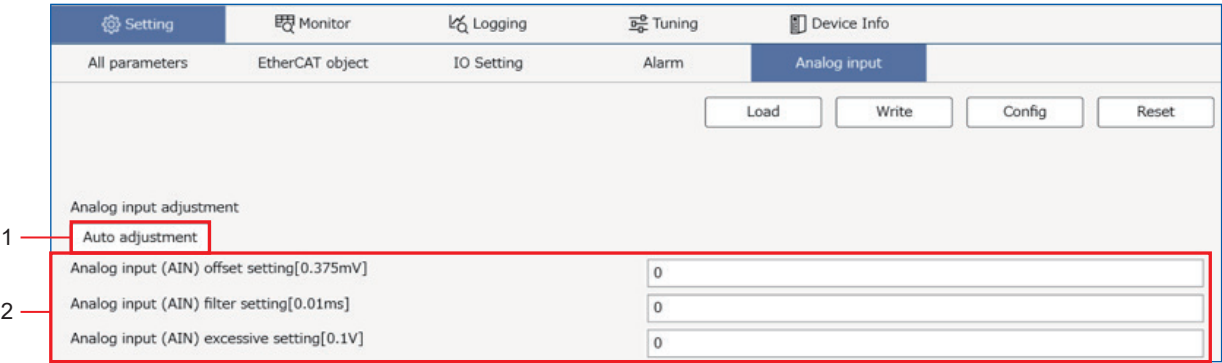 Setting Monitor Logging Tuning Device Info
All parameters EtherCAT object IO Setting Alarm Analog input
Load Write Config Reset
Analog input adjustment
1 Auto adjustment
Analog input (AIN) offset setting[0.375mV] 0
2 Analog input (AIN) filter setting[0.01ms] 0
Analog input (AIN) excessive setting[0.1V] 0